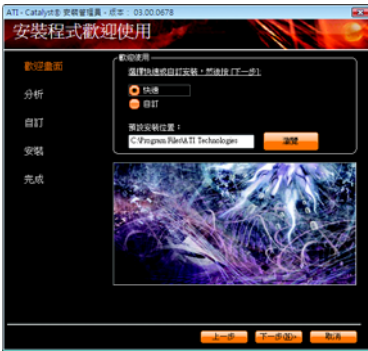 ATI - Catalyst® 安裝管理員 - 版本： 03.00.0678
安裝程式歡迎使用
歡迎畫面
分析
自訂
安裝
完成
歡迎使用
選擇快速或自訂安裝，然後按「下一步」：
快速
自訂
預設安裝位置：
C:\Program Files\ATI Technologies
瀏覽
上一步
下一步(N)>
取消